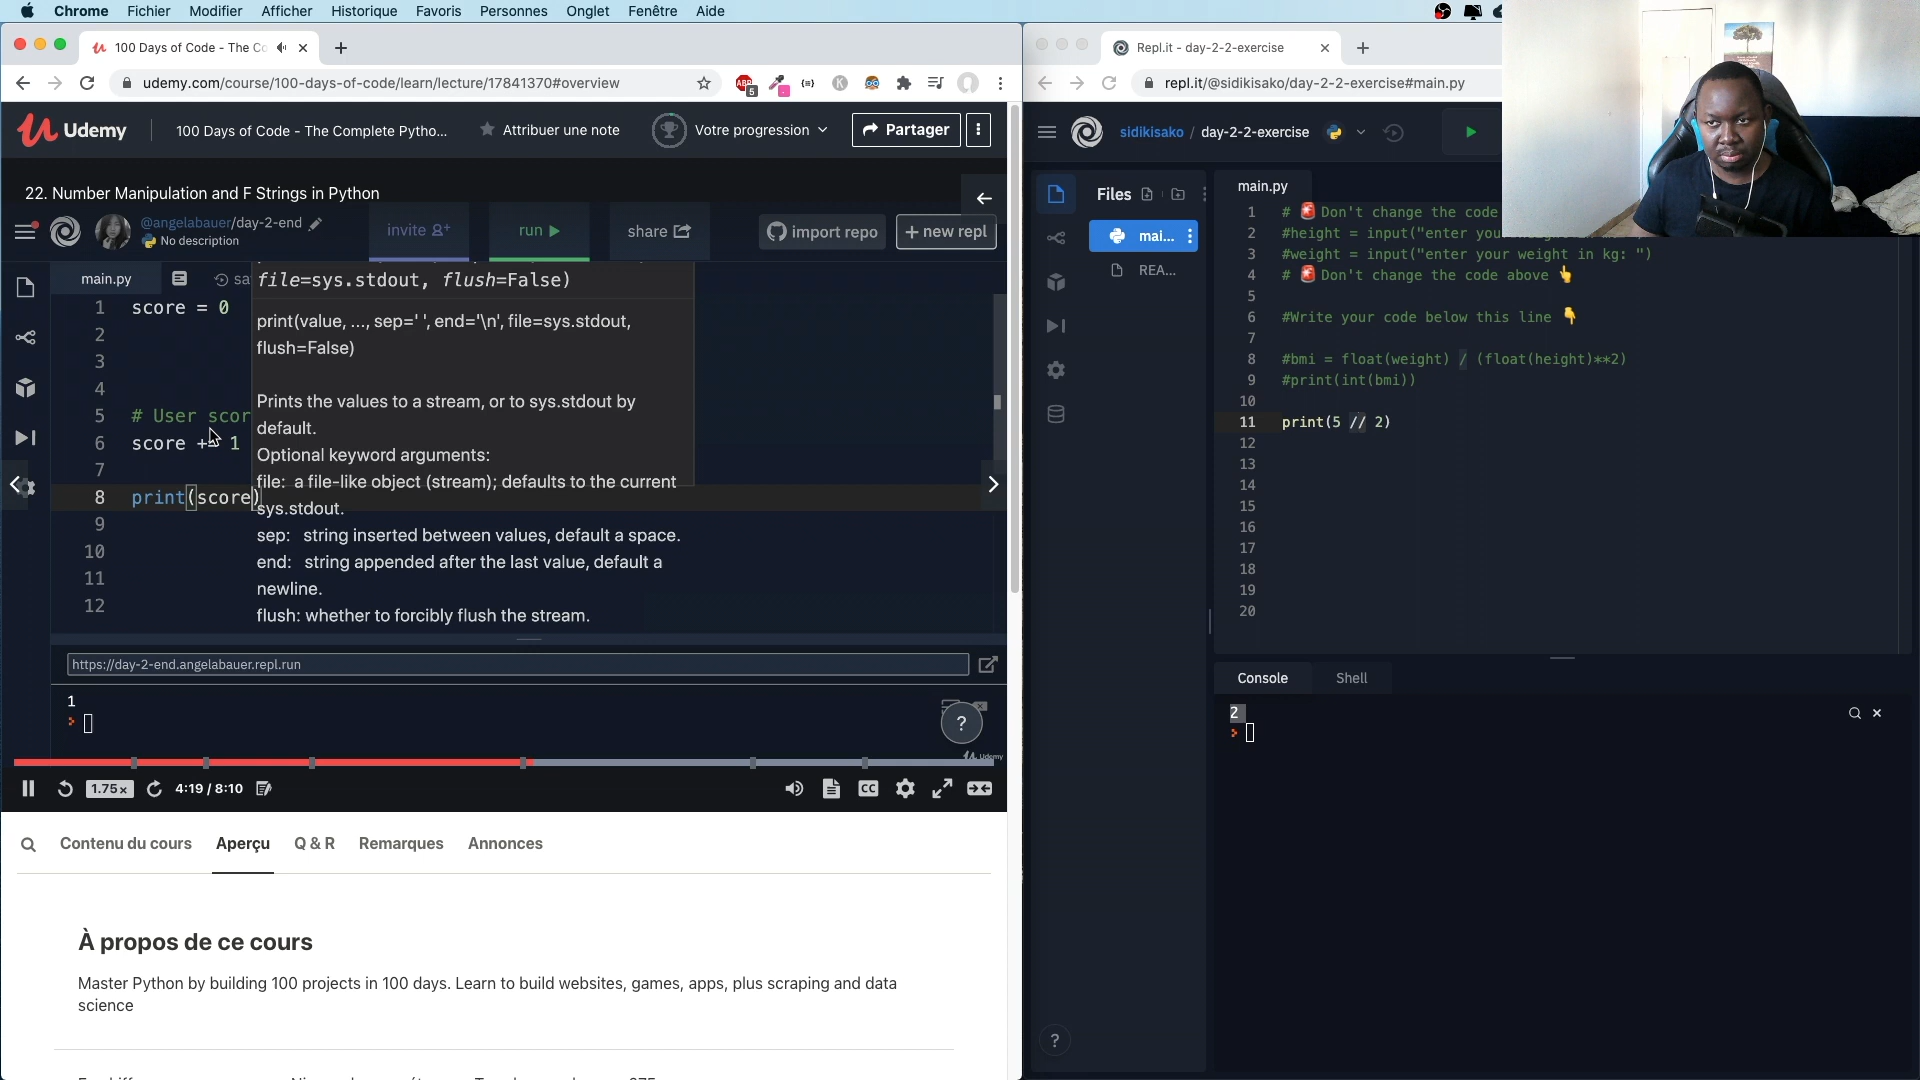 Chrome Fichier Modifier Afficher Historique Favoris Personnes Onglet Fenêtre Aide
100 Days of Code - The Co
udemy.com/course/100-days-of-code/learn/lecture/17841370#overview
Udemy
100 Days of Code - The Complete Pytho...
Attribuer une note
Votre progression
Partager
22. Number Manipulation and F Strings in Python
@angelabauer/day-2-end
No description
invite
run
share
import repo
+ new repl
main.py
sa
file=sys.stdout, flush=False)
print(value, ..., sep=' ', end='\n', file=sys.stdout,
flush=False)
Prints the values to a stream, or to sys.stdout by
default.
Optional keyword arguments:
file: a file-like object (stream); defaults to the current
sys.stdout.
sep: string inserted between values, default a space.
end: string appended after the last value, default a
newline.
flush: whether to forcibly flush the stream.
1 score = 0
2
3
4
5 # User scor
6 score += 1
7
8 print(score)
9
10
11
12
https://day-2-end.angelabauer.repl.run
1
?
Udemy
1.75x
4:19 / 8:10
CC
Contenu du cours Aperçu Q & R Remarques Annonces
À propos de ce cours
Master Python by building 100 projects in 100 days. Learn to build websites, games, apps, plus scraping and data
science
Repl.it - day-2-2-exercise
repl.it/@sidikisako/day-2-2-exercise#main.py
sidikisako / day-2-2-exercise
Files
mai...
REA...
main.py
1 # 🚨 Don't change the code
2 #height = input("enter your
3 #weight = input("enter your weight in kg: ")
4 # 🚨 Don't change the code above 👆
5
6 #Write your code below this line 👇
7
8 #bmi = float(weight) / (float(height)**2)
9 #print(int(bmi))
10
11 print(5 // 2)
12
13
14
15
16
17
18
19
20
Console Shell
2
?